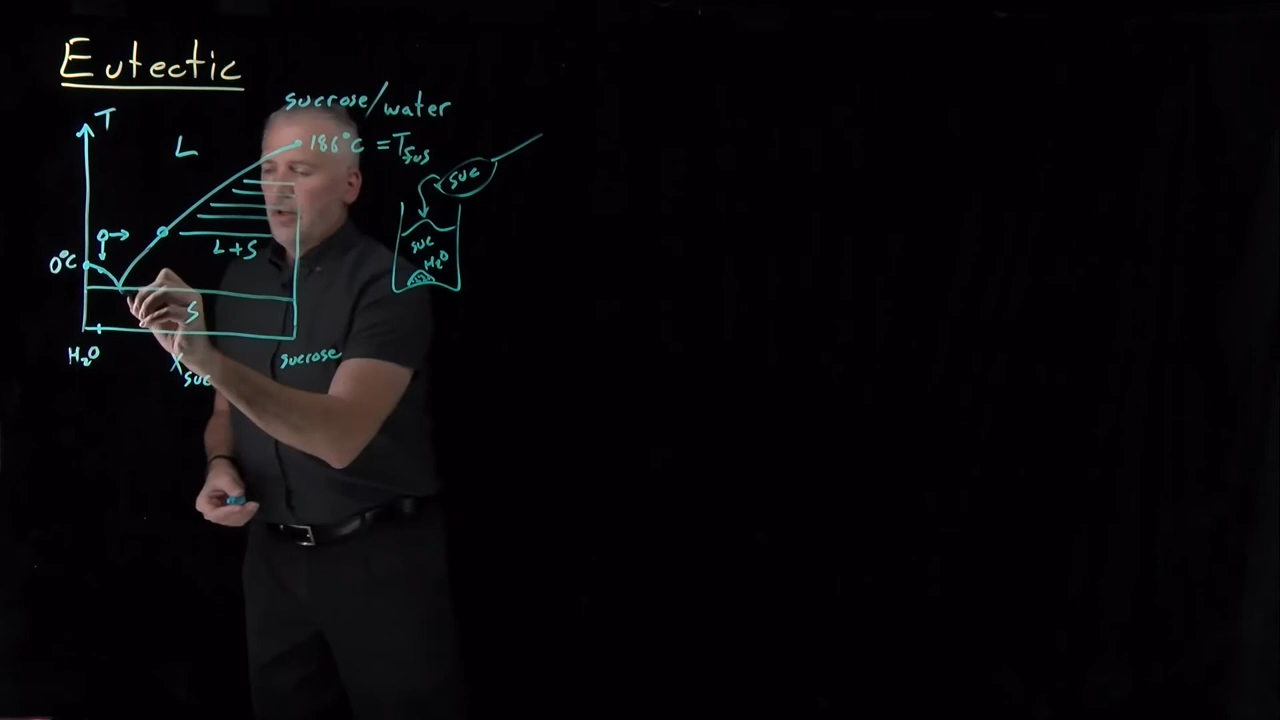 Eutectic
sucrose/water
T
L
186°C = Tsus
suc
L+S
suc
H2O
0°C
S
H2O
sucrose
Xsuc